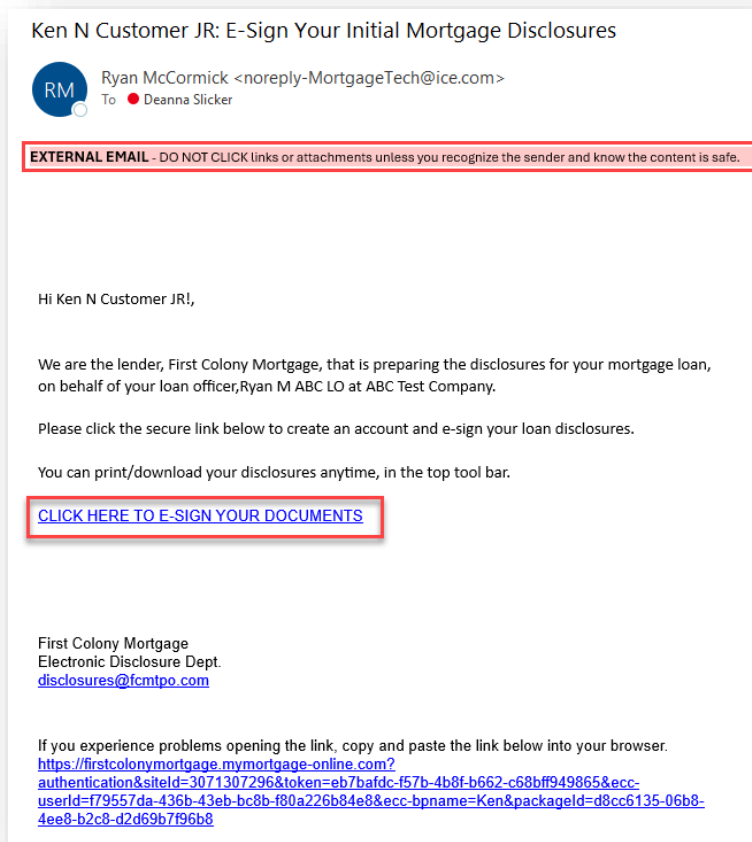 Ken N Customer JR: E-Sign Your Initial Mortgage Disclosures
RM
Ryan McCormick <noreply-MortgageTech@ice.com>
To Deanna Slicker
EXTERNAL EMAIL - DO NOT CLICK links or attachments unless you recognize the sender and know the content is safe.
Hi Ken N Customer JR!,
We are the lender, First Colony Mortgage, that is preparing the disclosures for your mortgage loan,
on behalf of your loan officer,Ryan M ABC LO at ABC Test Company.
Please click the secure link below to create an account and e-sign your loan disclosures.
You can print/download your disclosures anytime, in the top tool bar.
CLICK HERE TO E-SIGN YOUR DOCUMENTS
First Colony Mortgage
Electronic Disclosure Dept.
disclosures@fcmtpo.com
If you experience problems opening the link, copy and paste the link below into your browser.
https://firstcolonymortgage.mymortgage-online.com?
authentication&siteId=3071307296&token=eb7bafdc-f57b-4b8f-b662-c68bff949865&ecc-
userId=f79557da-436b-43eb-bc8b-f80a226b84e8&ecc-bpname=Ken&packageId=d8cc6135-06b8-
4ee8-b2c8-d2d69b7f96b8